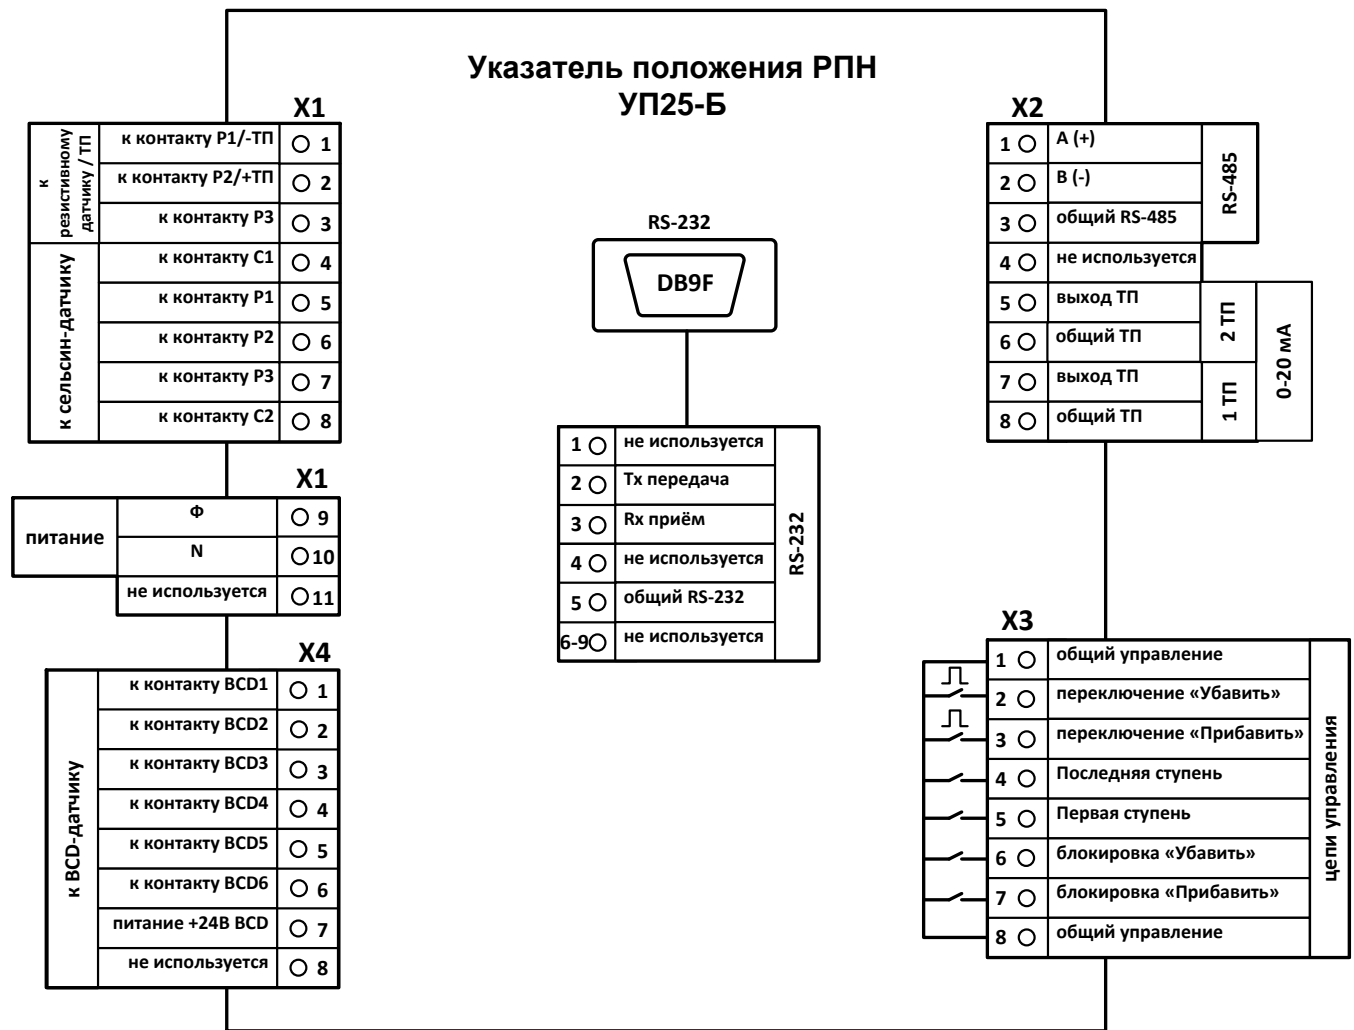 Указатель положения РПН
УП25-Б
X1
к резистивному датчику / ТП
к контакту Р1/-ТП 1
к контакту Р2/+ТП 2
к контакту Р3 3
к сельсин-датчику
к контакту С1 4
к контакту Р1 5
к контакту Р2 6
к контакту Р3 7
к контакту С2 8
X1
питание
Ф 9
N 10
не используется 11
X4
к BCD-датчику
к контакту BCD1 1
к контакту BCD2 2
к контакту BCD3 3
к контакту BCD4 4
к контакту BCD5 5
к контакту BCD6 6
питание +24В BCD 7
не используется 8
RS-232
DB9F
1 не используется
2 Tx передача
3 Rx приём
4 не используется
5 общий RS-232
6-9 не используется
RS-232
X2
1 A (+)
2 B (-)
3 общий RS-485
RS-485
4 не используется
5 выход ТП
6 общий ТП
2 ТП
7 выход ТП
8 общий ТП
1 ТП
0-20 мА
X3
1 общий управление
2 переключение «Убавить»
3 переключение «Прибавить»
4 Последняя ступень
5 Первая ступень
6 блокировка «Убавить»
7 блокировка «Прибавить»
8 общий управление
цепи управления